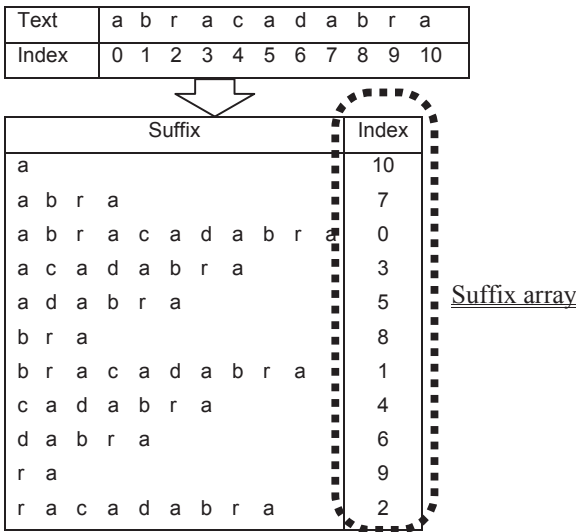 Text a b r a c a d a b r a
Index 0 1 2 3 4 5 6 7 8 9 10
Suffix Index
a 10
a b r a 7
a b r a c a d a b r a 0
a c a d a b r a 3
a d a b r a 5
Suffix array
b r a 8
b r a c a d a b r a 1
c a d a b r a 4
d a b r a 6
r a 9
r a c a d a b r a 2